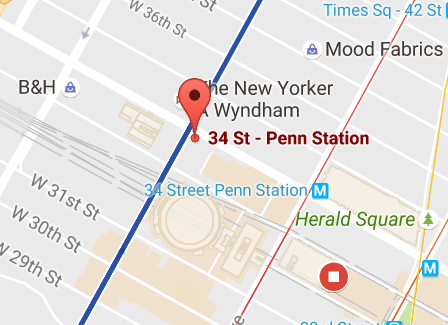 Times Sq - 42 St
W 36th St
Mood Fabrics
B&H
The New Yorker
A Wyndham
34 St - Penn Station
34 Street Penn Station M
W 31st St
Herald Square
W 30th St
M
W 29th St